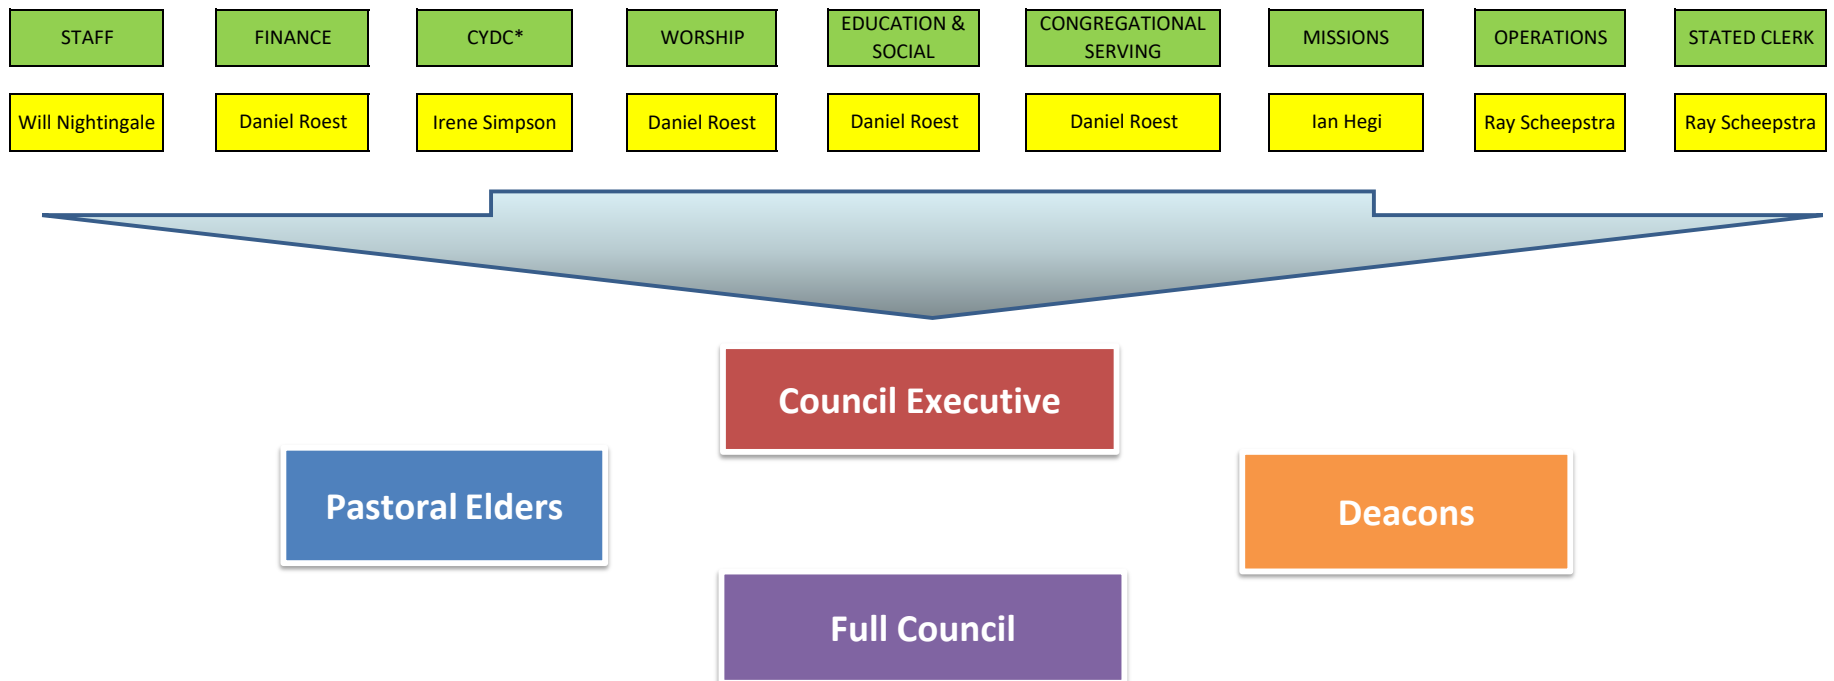 STAFF
FINANCE
CYDC*
WORSHIP
EDUCATION &
SOCIAL
CONGREGATIONAL
SERVING
MISSIONS
OPERATIONS
STATED CLERK
Will Nightingale
Daniel Roest
Irene Simpson
Daniel Roest
Daniel Roest
Daniel Roest
Ian Hegi
Ray Scheepstra
Ray Scheepstra
Council Executive
Pastoral Elders
Deacons
Full Council